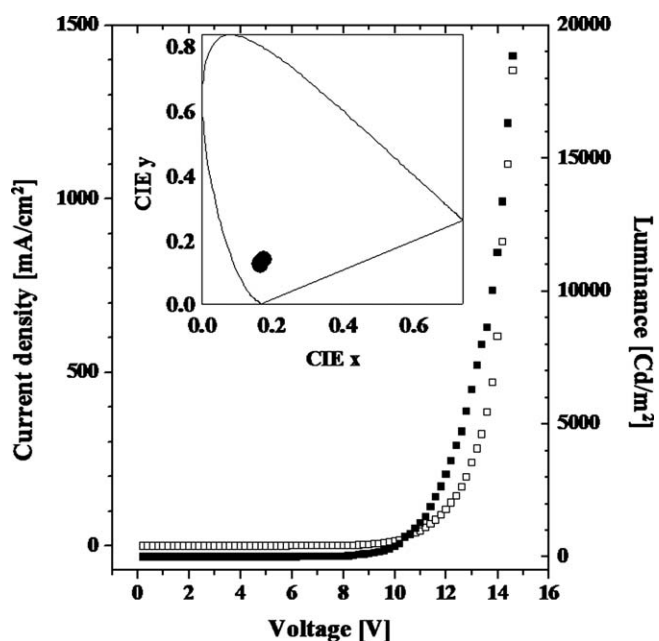 1500
1000
500
0
Current density [mA/cm²]
20000
15000
10000
5000
0
Luminance [Cd/m²]
0.8
0.6
0.4
0.2
0.0
CIE y
0.0 0.2 0.4 0.6
CIE x
0 2 4 6 8 10 12 14 16
Voltage [V]